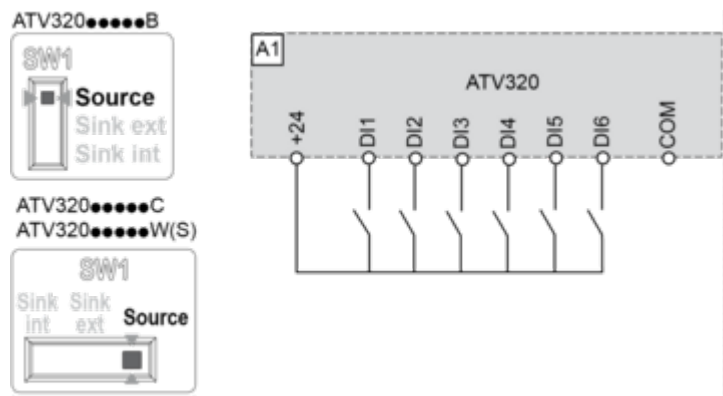 ATV320●●●●●B
SW1
Source
Sink ext
Sink int
ATV320●●●●●C
ATV320●●●●●W(S)
SW1
Sink int
Sink ext
Source
A1
ATV320
+24
DI1
DI2
DI3
DI4
DI5
DI6
COM